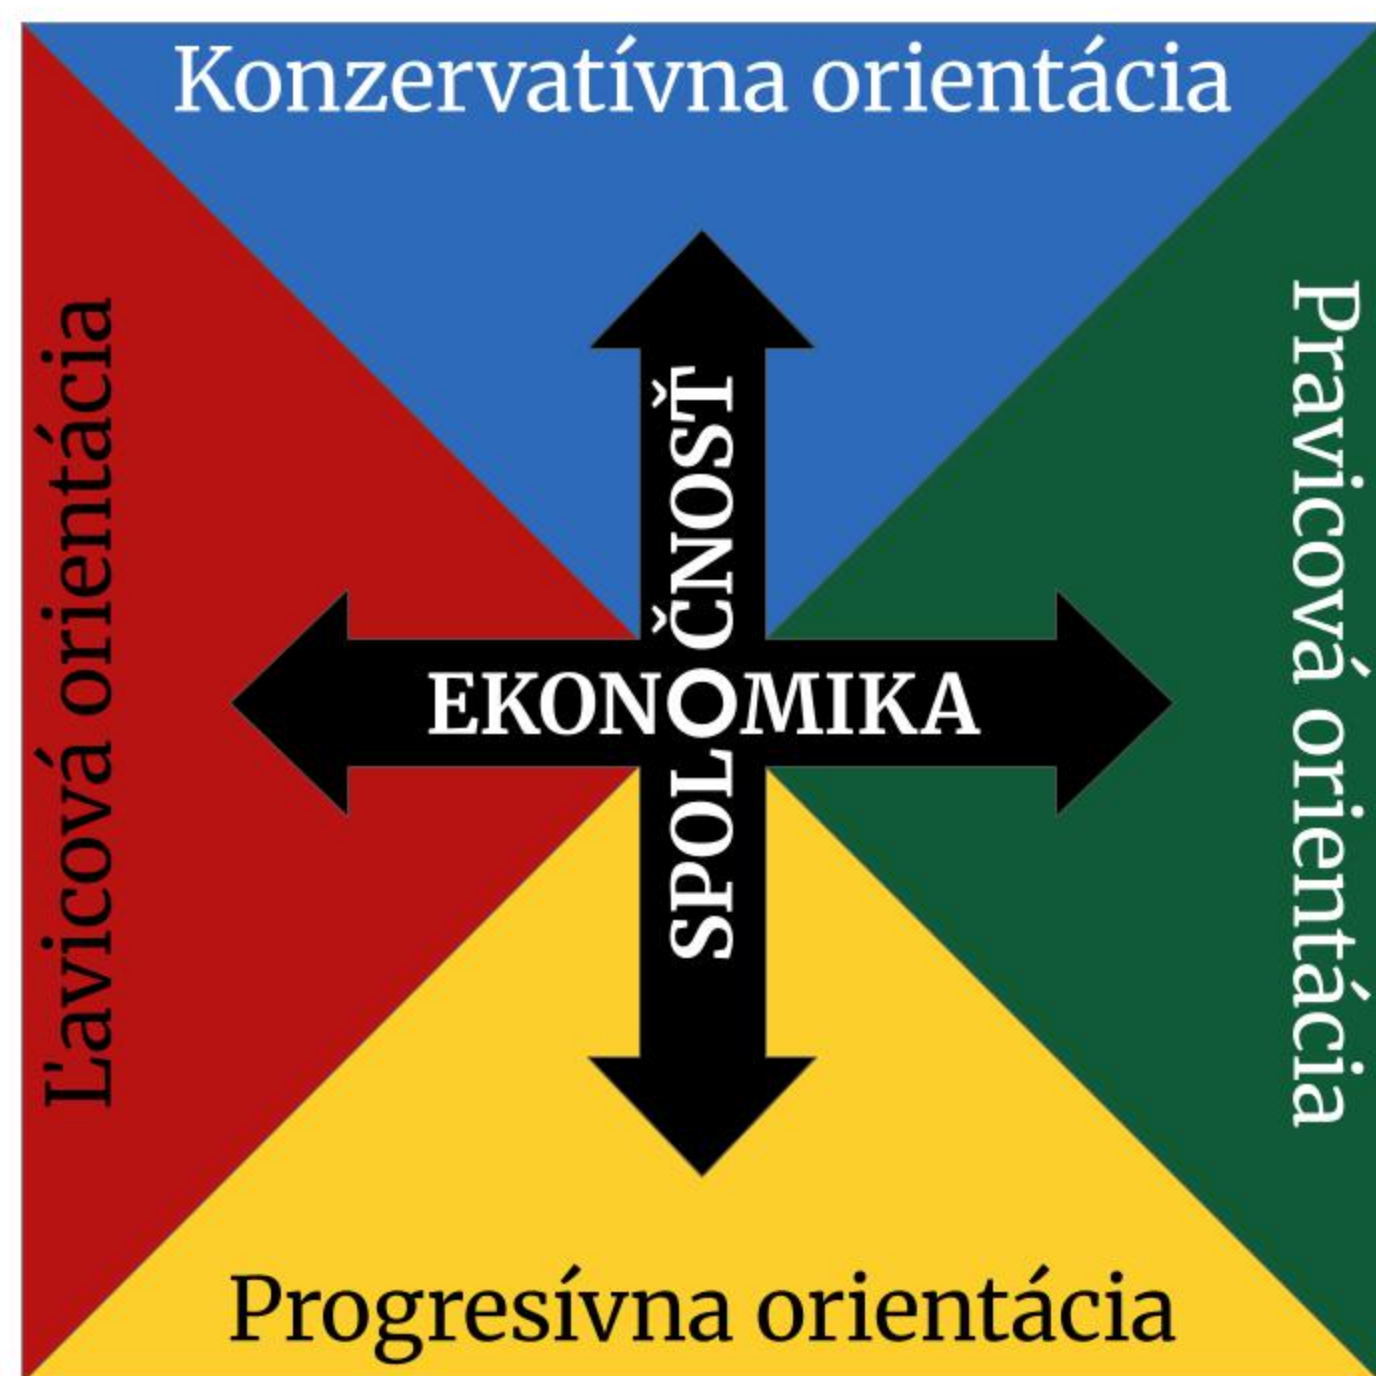 Konzervatívna orientácia
Ľavicová orientácia
SPOLOČNOSŤ
EKONOMIKA
Pravicová orientácia
Progresívna orientácia